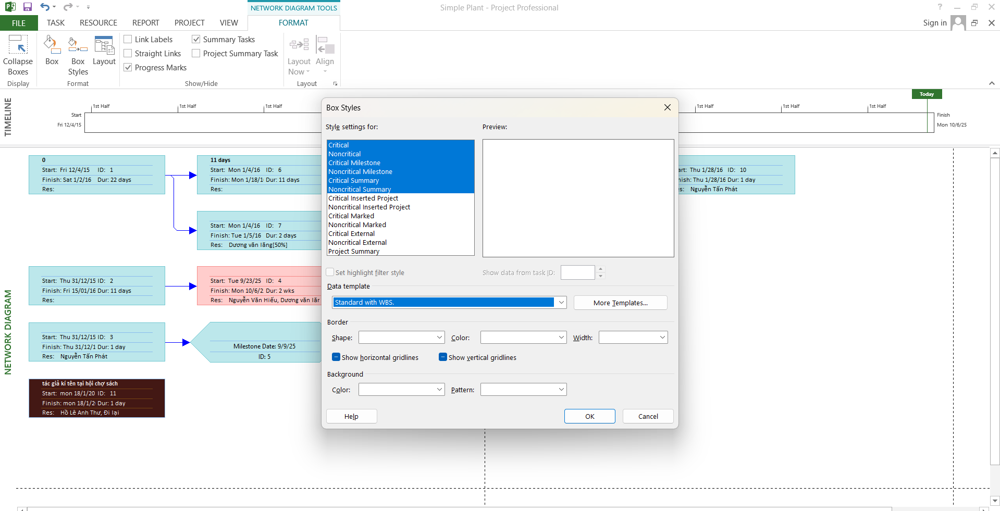 NETWORK DIAGRAM TOOLS
Simple Plant - Project Professional
FILE
TASK
RESOURCE
REPORT
PROJECT
VIEW
FORMAT
Sign in
Collapse Boxes
Box
Box Styles
Layout
Link Labels
Straight Links
Progress Marks
Summary Tasks
Project Summary Task
Layout Now
Align
Display
Format
Show/Hide
Layout
TIMELINE
Today
1st Half
1st Half
1st Half
1st Half
1st Half
1st Half
Start
Fri 12/4/15
Finish
Mon 10/6/25
NETWORK DIAGRAM
0
Start: Fri 12/4/15 ID: 1
Finish: Sat 1/2/16 Dur: 22 days
Res:
11 days
Start: Mon 1/4/16 ID: 6
Finish: Mon 1/18/1 Dur: 11 days
Res:
art: Thu 1/28/16 ID: 10
nish: Thu 1/28/16 Dur: 1 day
es: Nguyễn Tấn Phát
Start: Mon 1/4/16 ID: 7
Finish: Tue 1/5/16 Dur: 2 days
Res: Dương văn lăng[50%]
Start: Thu 31/12/15 ID: 2
Finish: Fri 15/01/16 Dur: 11 days
Res:
Start: Tue 9/23/25 ID: 4
Finish: Mon 10/6/2 Dur: 2 wks
Res: Nguyễn Văn Hiếu, Dương văn lăr
Start: Thu 31/12/15 ID: 3
Finish: Thu 31/12/1 Dur: 1 day
Res: Nguyễn Tấn Phát
Milestone Date: 9/9/25
ID: 5
tác giả kí tên tại hội chợ sách
Start: mon 18/1/20 ID: 11
Finish: mon 18/1/2 Dur: 1 day
Res: Hồ Lê Anh Thư, Đi lại
Box Styles
Style settings for:
Critical
Noncritical
Critical Milestone
Noncritical Milestone
Critical Summary
Noncritical Summary
Critical Inserted Project
Noncritical Inserted Project
Critical Marked
Noncritical Marked
Critical External
Noncritical External
Project Summary
Preview:
Set highlight filter style
Show data from task ID:
Data template
Standard with WBS.
More Templates...
Border
Shape:
Color:
Width:
Show horizontal gridlines
Show vertical gridlines
Background
Color:
Pattern:
Help
OK
Cancel